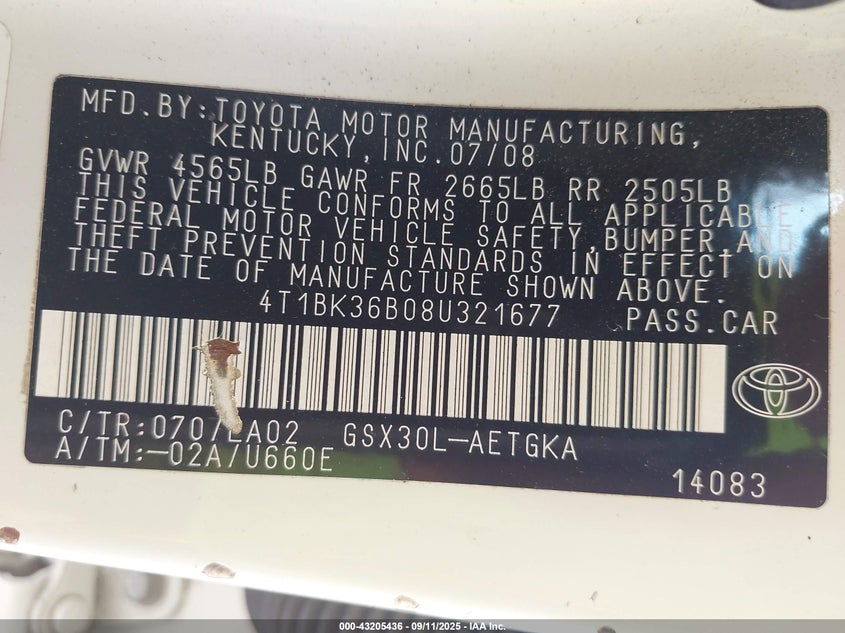 MFD.BY:TOYOTA MOTOR MANUFACTURING,
KENTUCKY,INC.07/08
GVWR 4565LB GAWR FR 2665LB RR 2505LB
THIS VEHICLE CONFORMS TO ALL APPLICABLE
FEDERAL MOTOR VEHICLE SAFETY,BUMPER,AND
THEFT PREVENTION STANDARDS IN EFFECT ON
THE DATE OF MANUFACTURE SHOWN ABOVE.
4T1BK36B08U321677 PASS.CAR
C/TR:0707LA02 GSX30L-AETGKA
A/TM:-02A/U660E
14083
000-43205436 - 09/11/2025 - IAA Inc.